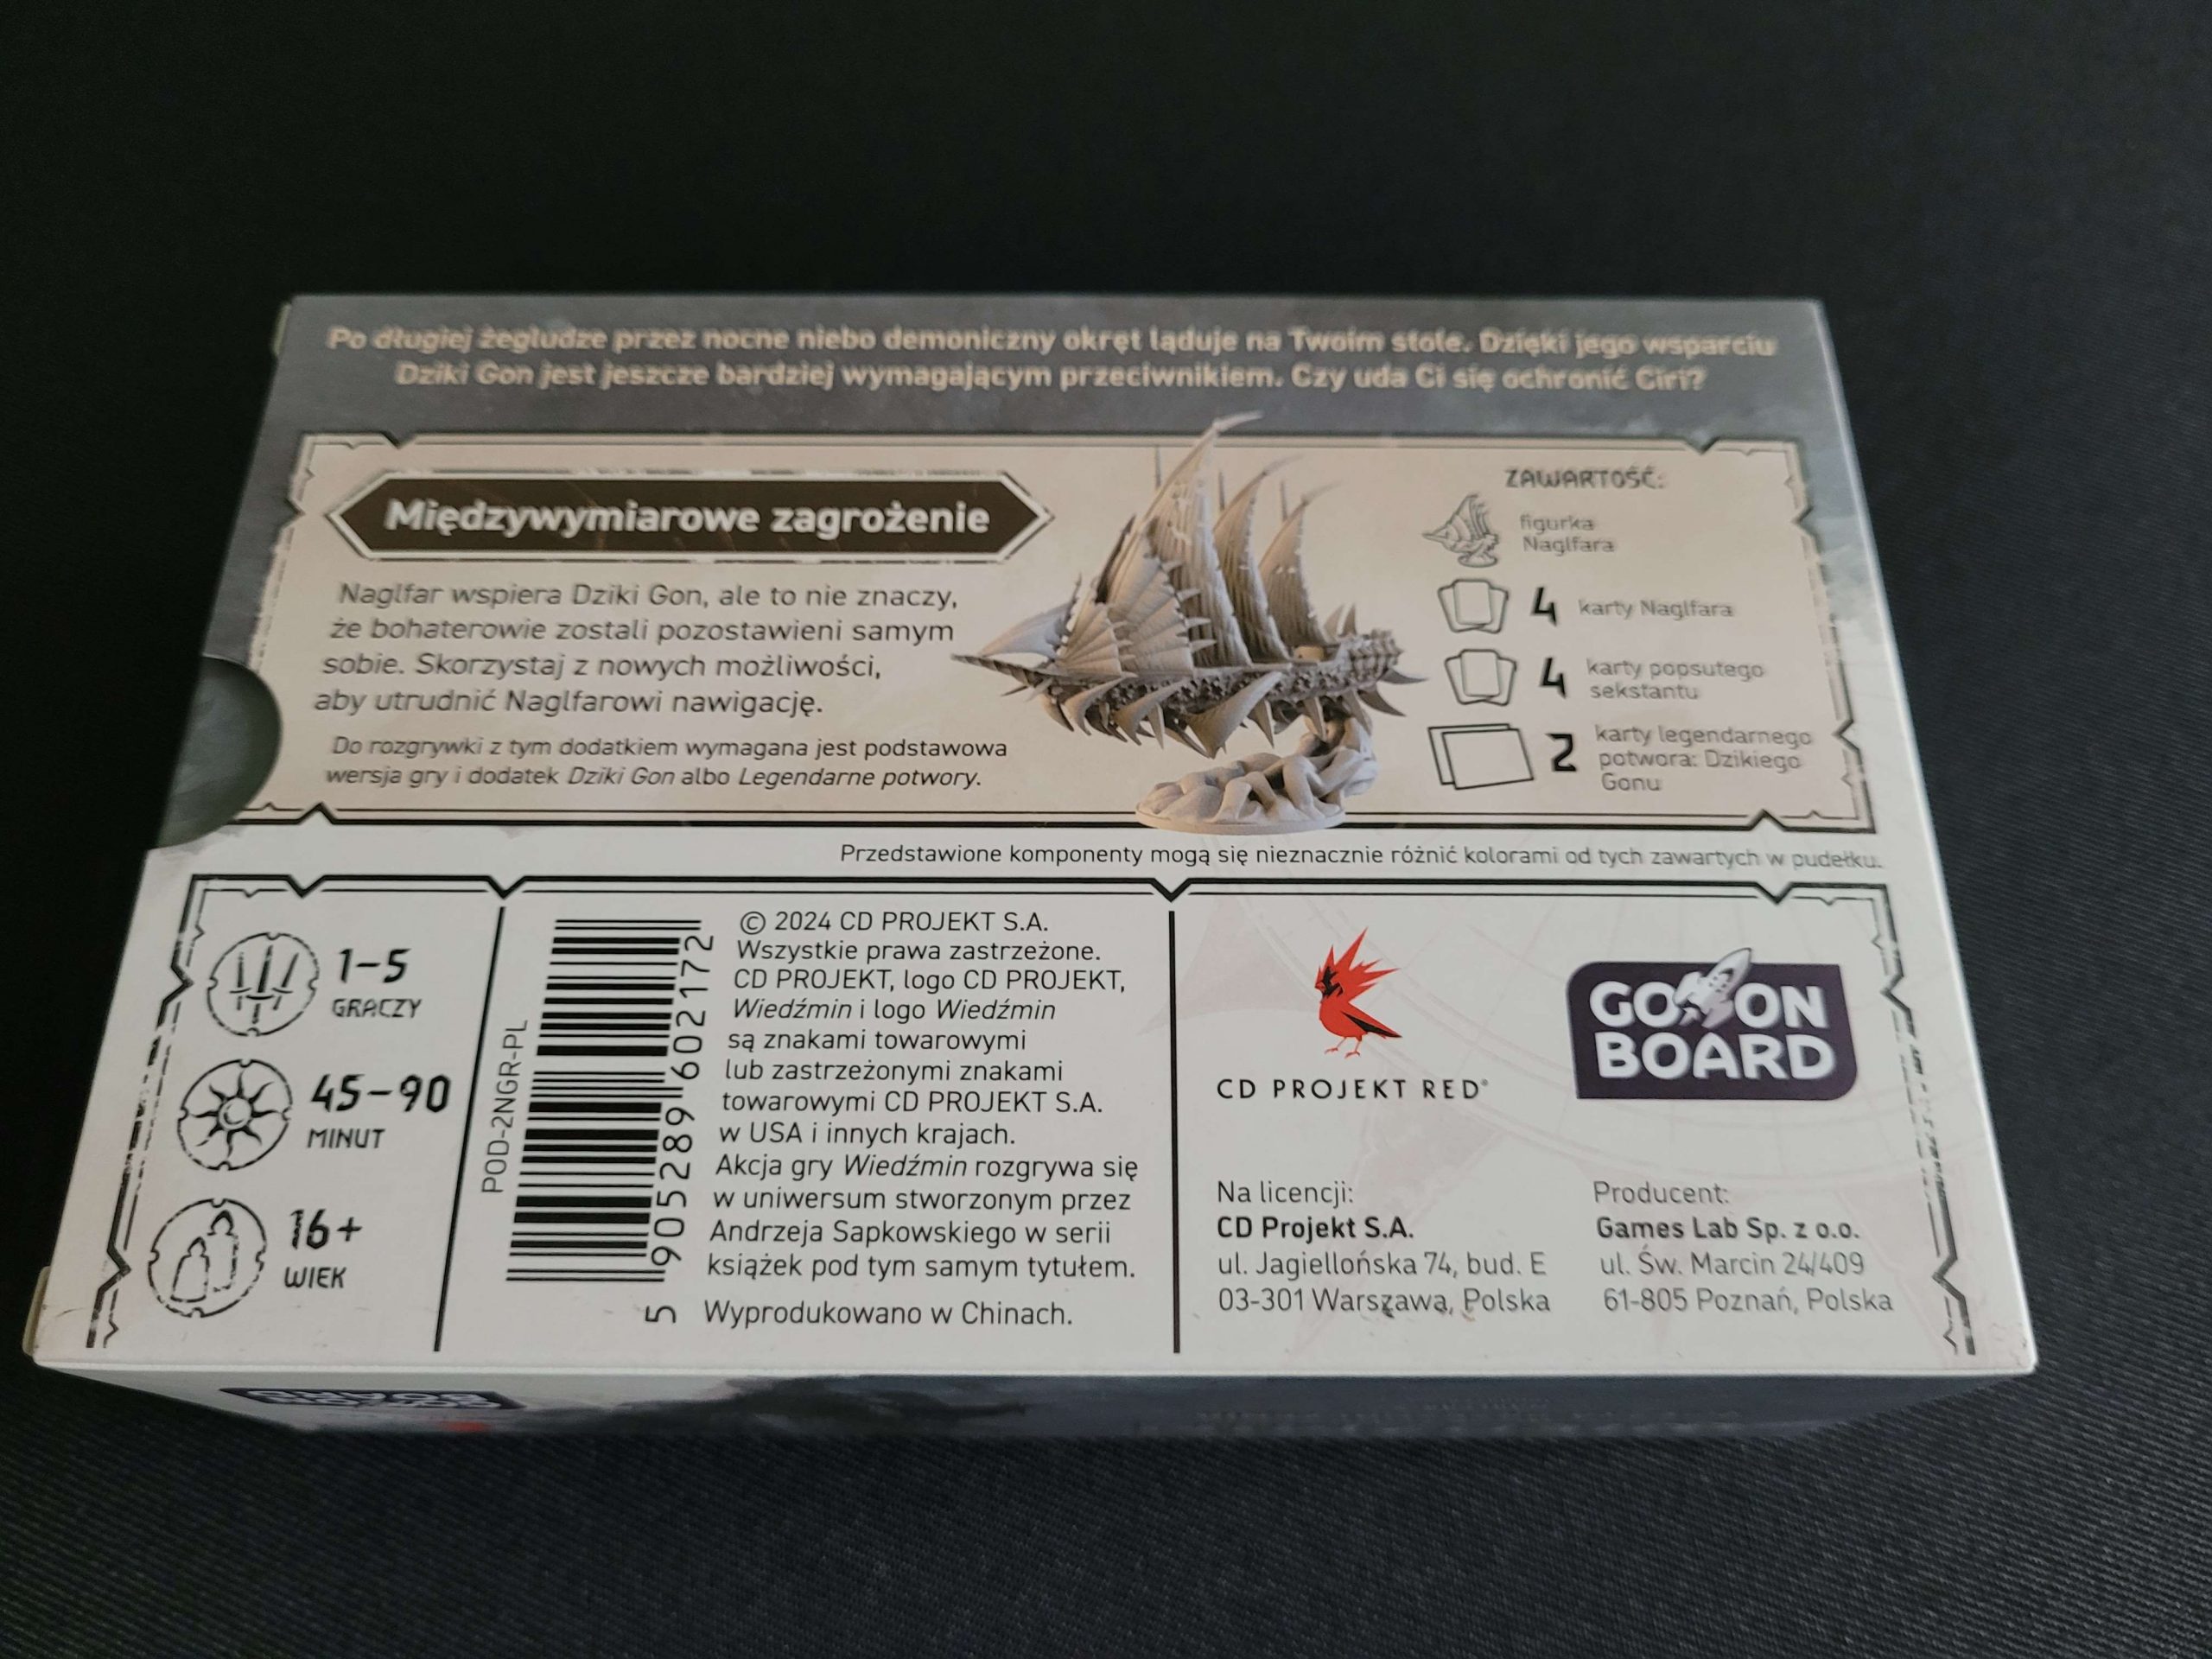 Po długiej żegludze przez nocne niebo demoniczny okręt ląduje na Twoim stole. Dzięki jego wsparciu
Dziki Gon jest jeszcze bardziej wymagającym przeciwnikiem. Czy uda Ci się ochronić Ciri?
Międzywymiarowe zagrożenie
Naglfar wspiera Dziki Gon, ale to nie znaczy,
że bohaterowie zostali pozostawieni samym
sobie. Skorzystaj z nowych możliwości,
aby utrudnić Naglfarowi nawigację.
Do rozgrywki z tym dodatkiem wymagana jest podstawowa
wersja gry i dodatek Dziki Gon albo Legendarne potwory.
ZAWARTOŚĆ:
figurka
Naglfara
4 karty Naglfara
4 karty popsutego
sekstantu
2 karty legendarnego
potwora: Dzikiego
Gonu
Przedstawione komponenty mogą się nieznacznie różnić kolorami od tych zawartych w pudełku.
1-5
GRACZY
45-90
MINUT
16+
WIEK
POD-2NGR-PL
5 905289 602172
© 2024 CD PROJEKT S.A.
Wszystkie prawa zastrzeżone.
CD PROJEKT, logo CD PROJEKT,
Wiedźmin i logo Wiedźmin
są znakami towarowymi
lub zastrzeżonymi znakami
towarowymi CD PROJEKT S.A.
w USA i innych krajach.
Akcja gry Wiedźmin rozgrywa się
w uniwersum stworzonym przez
Andrzeja Sapkowskiego w serii
książek pod tym samym tytułem.
Wyprodukowano w Chinach.
CD PROJEKT RED®
GO ON
BOARD
Na licencji:
CD Projekt S.A.
ul. Jagiellońska 74, bud. E
03-301 Warszawa, Polska
Producent:
Games Lab Sp. z o.o.
ul. Św. Marcin 24/409
61-805 Poznań, Polska